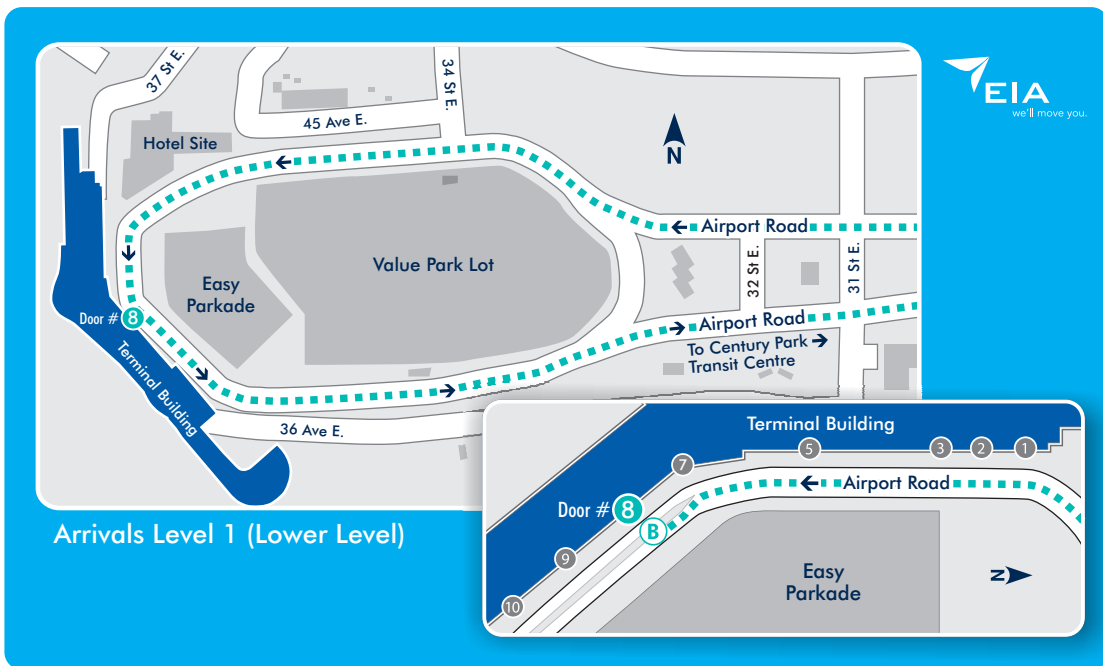 37 St E.
34 St E.
45 Ave E.
Hotel Site
N
EIA
we'll move you.
Airport Road
32 St E.
31 St E.
Value Park Lot
Easy
Parkade
Door # 8
Airport Road
To Century Park
Transit Centre
Terminal Building
36 Ave E.
Arrivals Level 1 (Lower Level)
Terminal Building
5
3
2
1
7
Airport Road
Door # 8
B
9
10
Easy
Parkade
N